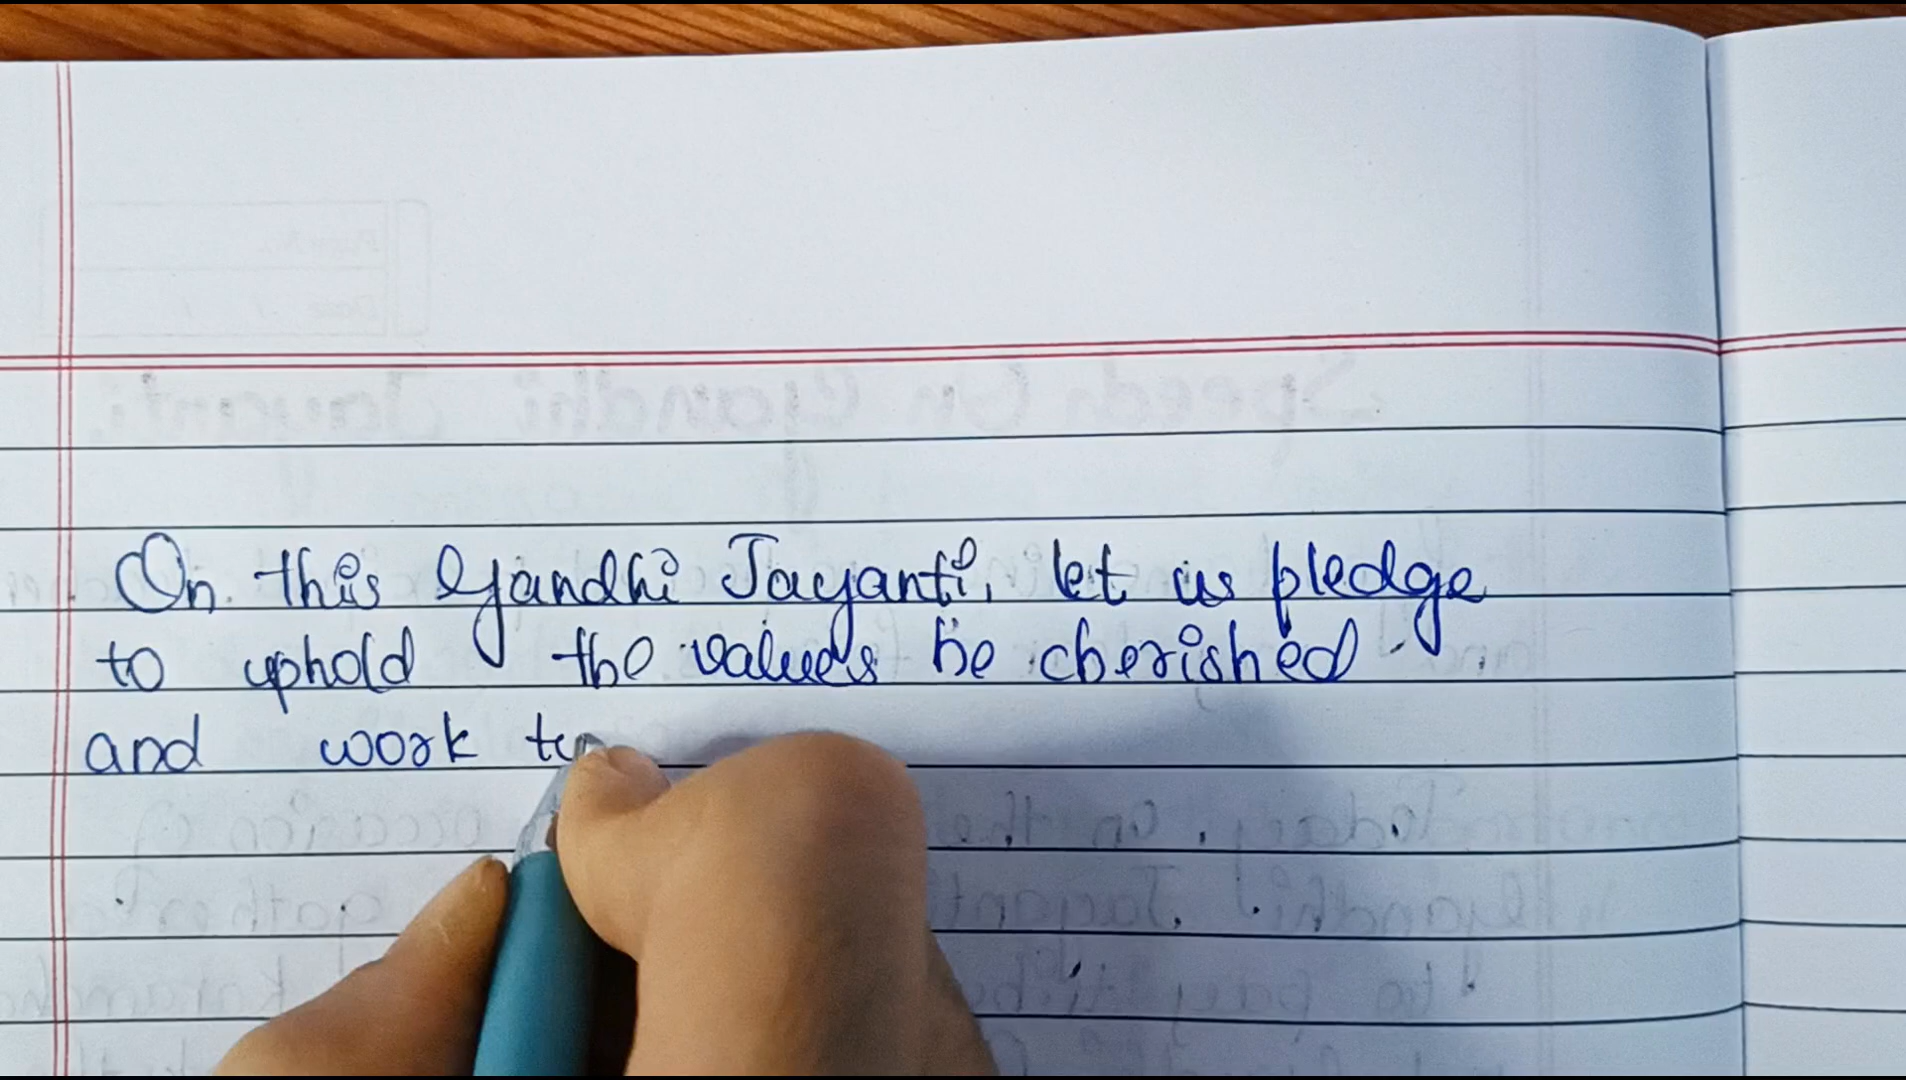 On this Gandhi Jayanti, let us pledge
to uphold the values he cherished
and work